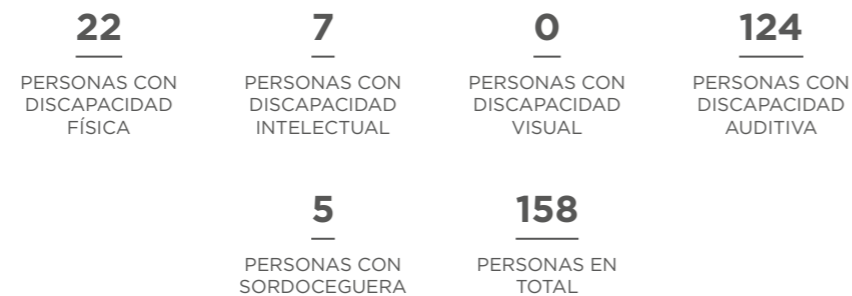 22
PERSONAS CON
DISCAPACIDAD
FÍSICA
7
PERSONAS CON
DISCAPACIDAD
INTELECTUAL
0
PERSONAS CON
DISCAPACIDAD
VISUAL
124
PERSONAS CON
DISCAPACIDAD
AUDITIVA
5
PERSONAS CON
SORDOCEGUERA
158
PERSONAS EN
TOTAL